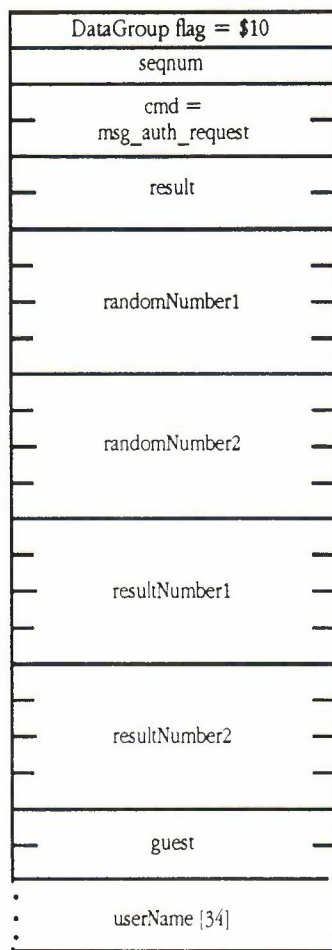 DataGroup flag = $10
seqnum
cmd =
msg_auth_request
result
randomNumber1
randomNumber2
resultNumber1
resultNumber2
guest
userName [34]